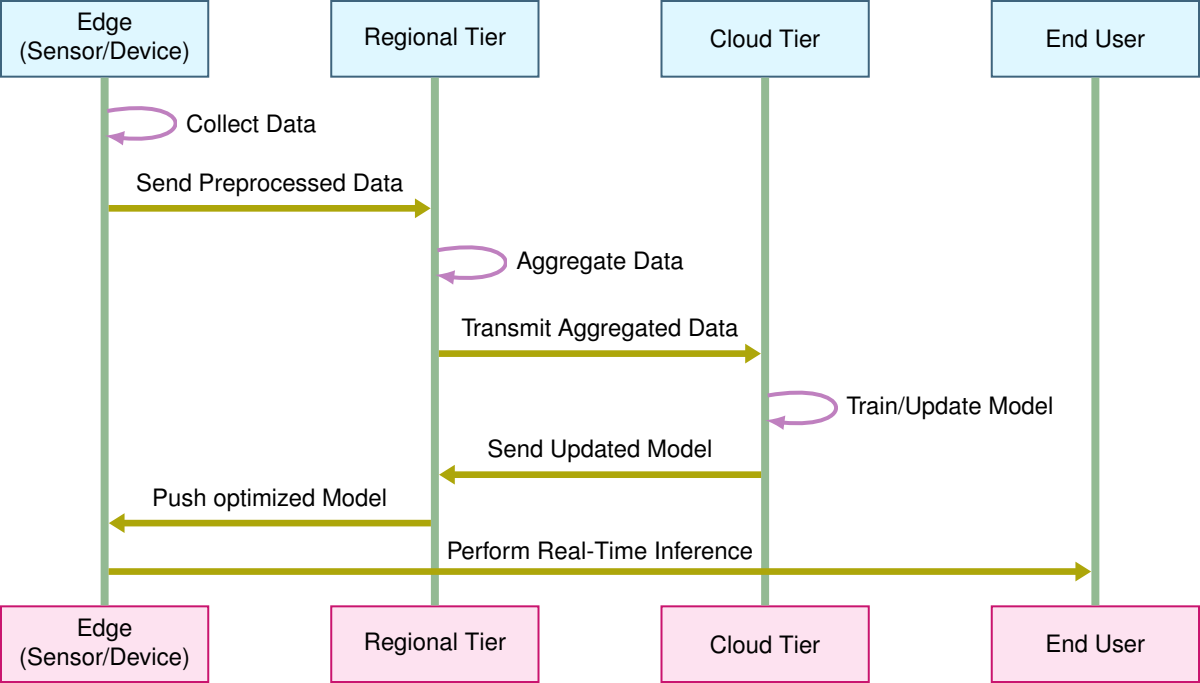 Edge
(Sensor/Device)
Regional Tier
Cloud Tier
End User
Collect Data
Send Preprocessed Data
Aggregate Data
Transmit Aggregated Data
Train/Update Model
Send Updated Model
Push optimized Model
Perform Real-Time Inference
Edge
(Sensor/Device)
Regional Tier
Cloud Tier
End User